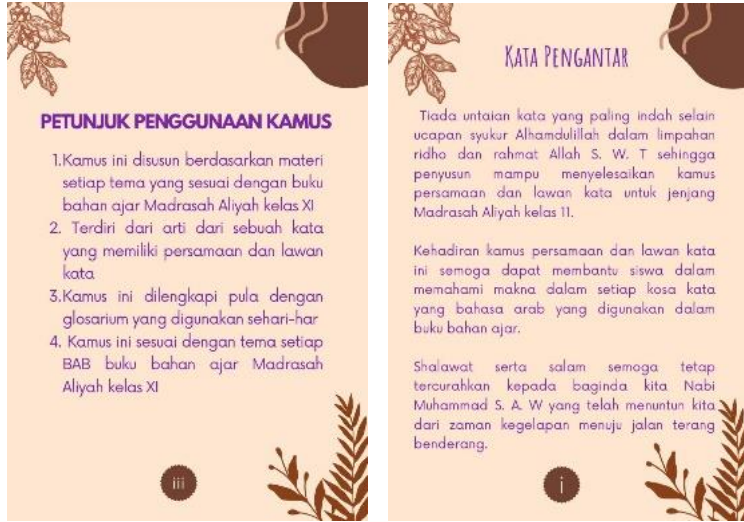 PETUNJUK PENGGUNAAN KAMUS
1.Kamus ini disusun berdasarkan materi
setiap tema yang sesuai dengan buku
bahan ajar Madrasah Aliyah kelas XI
2. Terdiri dari arti dari sebuah kata
yang memiliki persamaan dan lawan
kata
3.Kamus ini dilengkapi pula dengan
glosarium yang digunakan sehari-har
4. Kamus ini sesuai dengan tema setiap
BAB buku bahan ajar Madrasah
Aliyah kelas XI
iii
KATA PENGANTAR
Tiada untaian kata yang paling indah selain
ucapan syukur Alhamdulillah dalam limpahan
ridho dan rahmat Allah S. W. T sehingga
penyusun mampu menyelesaikan kamus
persamaan dan lawan kata untuk jenjang
Madrasah Aliyah kelas 11.
Kehadiran kamus persamaan dan lawan kata
ini semoga dapat membantu siswa dalam
memahami makna dalam setiap kosa kata
yang bahasa arab yang digunakan dalam
buku bahan ajar.
Shalawat serta salam semoga tetap
tercurahkan kepada baginda kita Nabi
Muhammad S. A. W yang telah menuntun kita
dari zaman kegelapan menuju jalan terang
benderang.
i